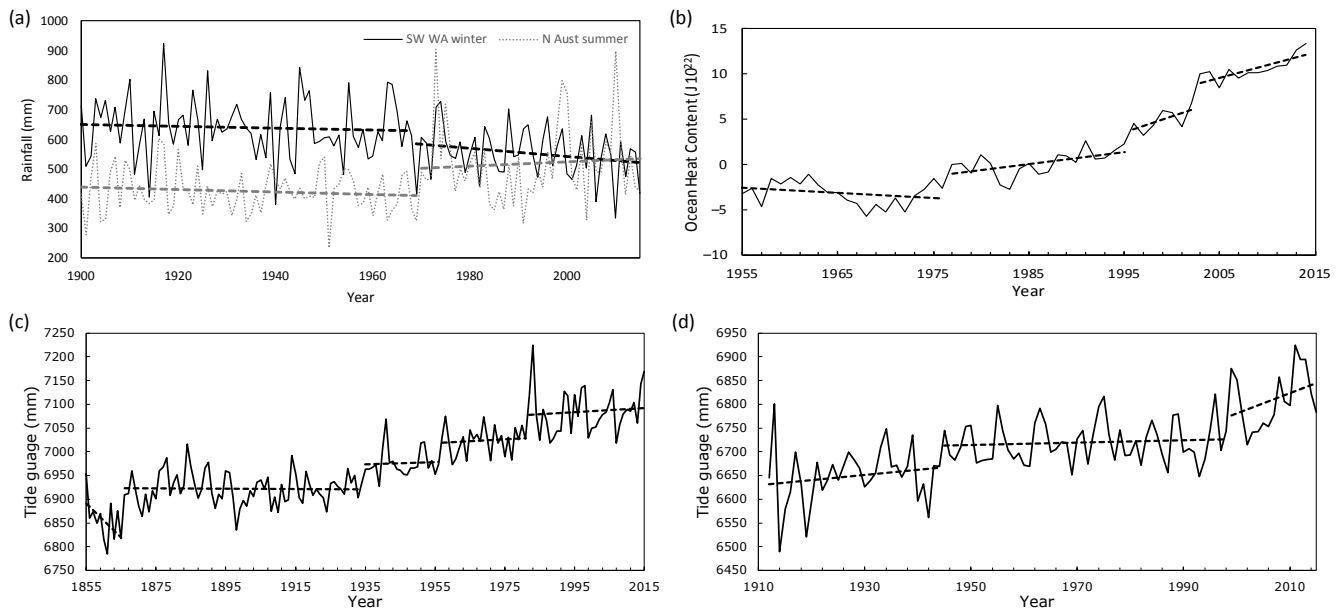 (a)
1000
900
800
700
600
500
400
300
200
Rainfall (mm)
SW WA winter N Aust summer
1900 1920 1940 1960 1980 2000
Year
(b)
15
10
5
0
−5
−10
Ocean Heat Content (J 10²²)
1955 1965 1975 1985 1995 2005 2015
Year
(c)
7250
7200
7150
7100
7050
7000
6950
6900
6850
6800
6750
Tide guage (mm)
1855 1875 1895 1915 1935 1955 1975 1995 2015
Year
(d)
6950
6900
6850
6800
6750
6700
6650
6600
6550
6500
6450
Tide guage (mm)
1910 1930 1950 1970 1990 2010
Year